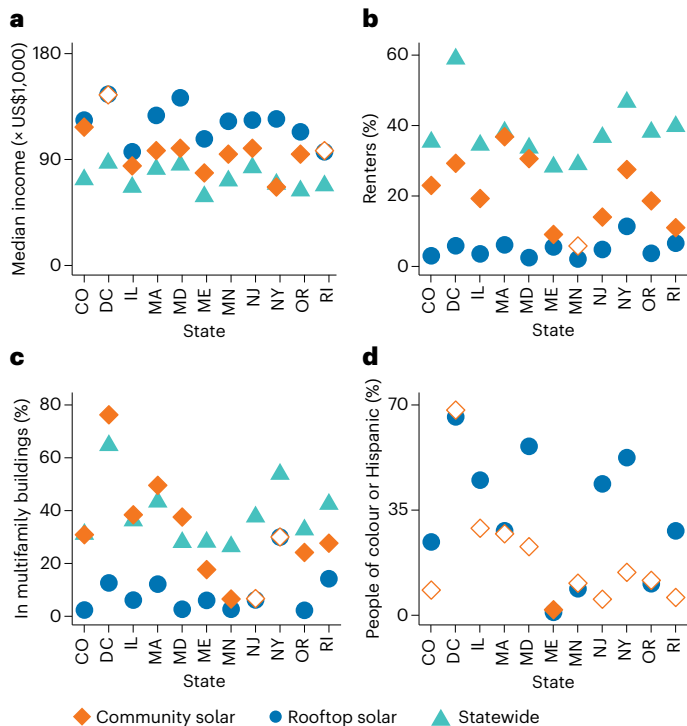 a
Median income (× US$1,000)
180
90
0
CO DC IL MA MD ME MN NJ NY OR RI
State
b
Renters (%)
60
40
20
0
CO DC IL MA MD ME MN NJ NY OR RI
State
c
In multifamily buildings (%)
80
60
40
20
0
CO DC IL MA MD ME MN NJ NY OR RI
State
d
People of colour or Hispanic (%)
70
35
0
CO DC IL MA MD ME MN NJ NY OR RI
State
Community solar Rooftop solar Statewide